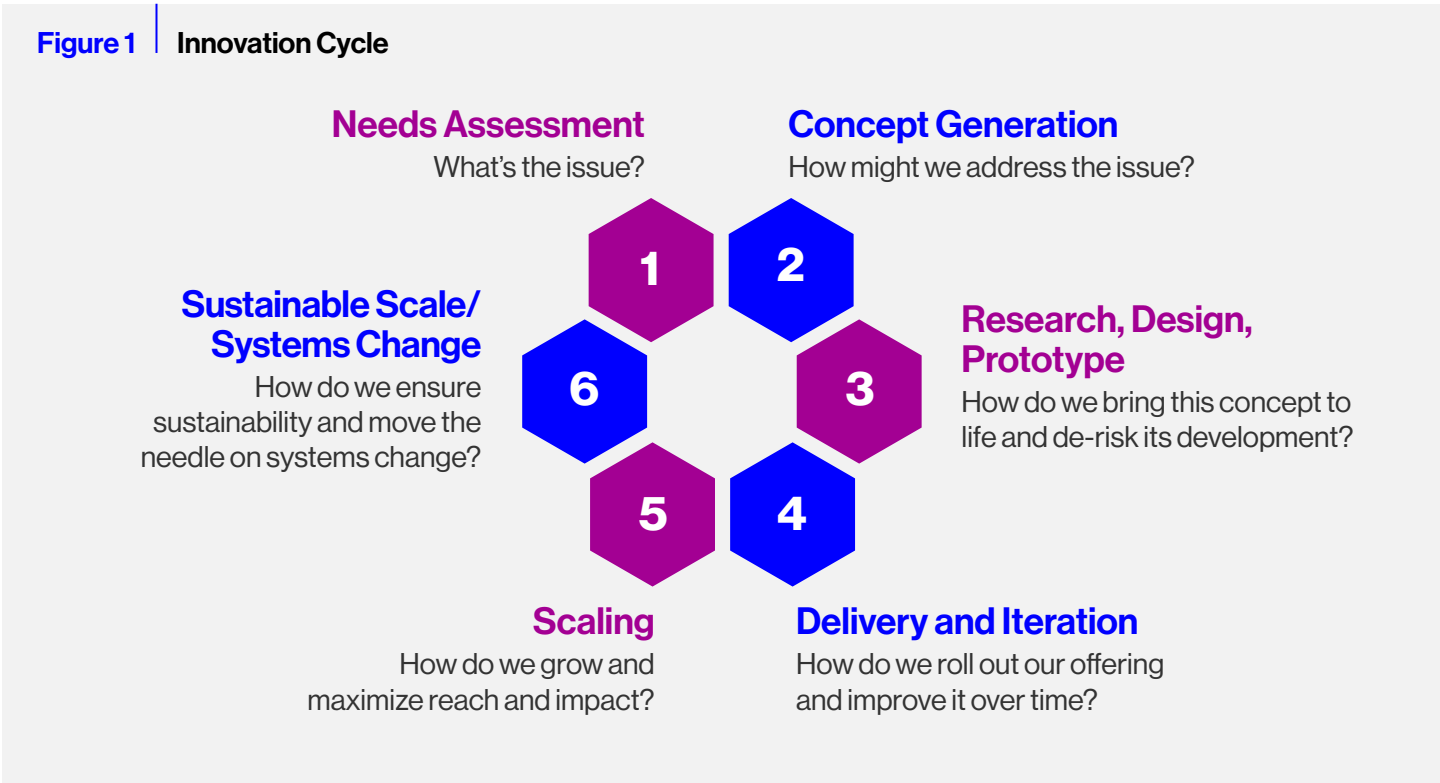 Figure 1 Innovation Cycle
Needs Assessment
What's the issue?
1
Concept Generation
How might we address the issue?
2
Research, Design,
Prototype
How do we bring this concept to
life and de-risk its development?
3
Delivery and Iteration
How do we roll out our offering
and improve it over time?
4
Scaling
How do we grow and
maximize reach and impact?
5
Sustainable Scale/
Systems Change
How do we ensure
sustainability and move the
needle on systems change?
6